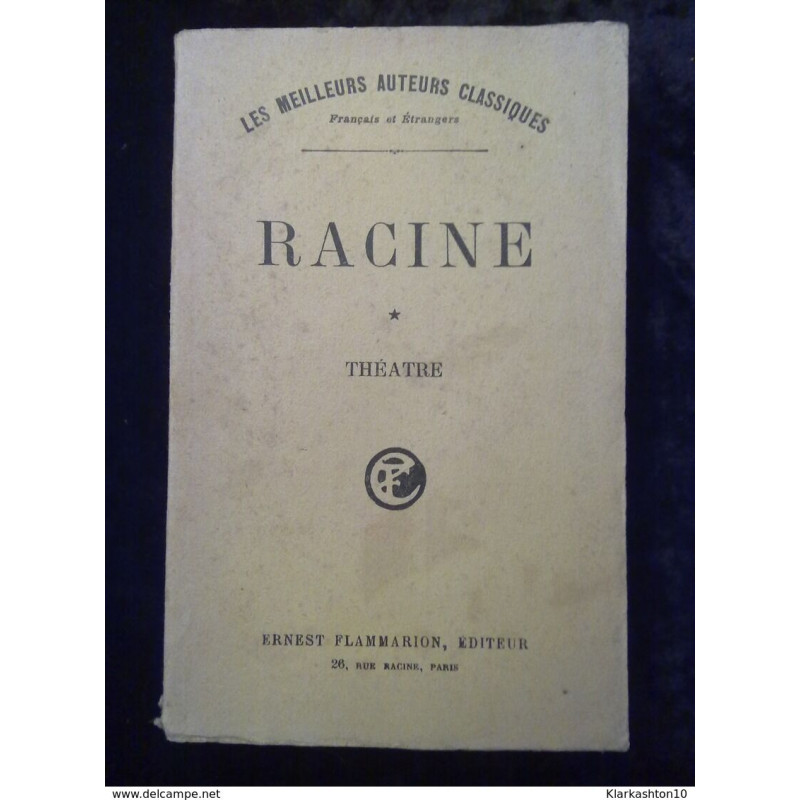 LES MEILLEURS AUTEURS CLASSIQUES
Français et Étrangers
RACINE
★
THÉATRE
ERNEST FLAMMARION, ÉDITEUR
26, RUE RACINE, PARIS
www.delcampe.net
Klarkashton10